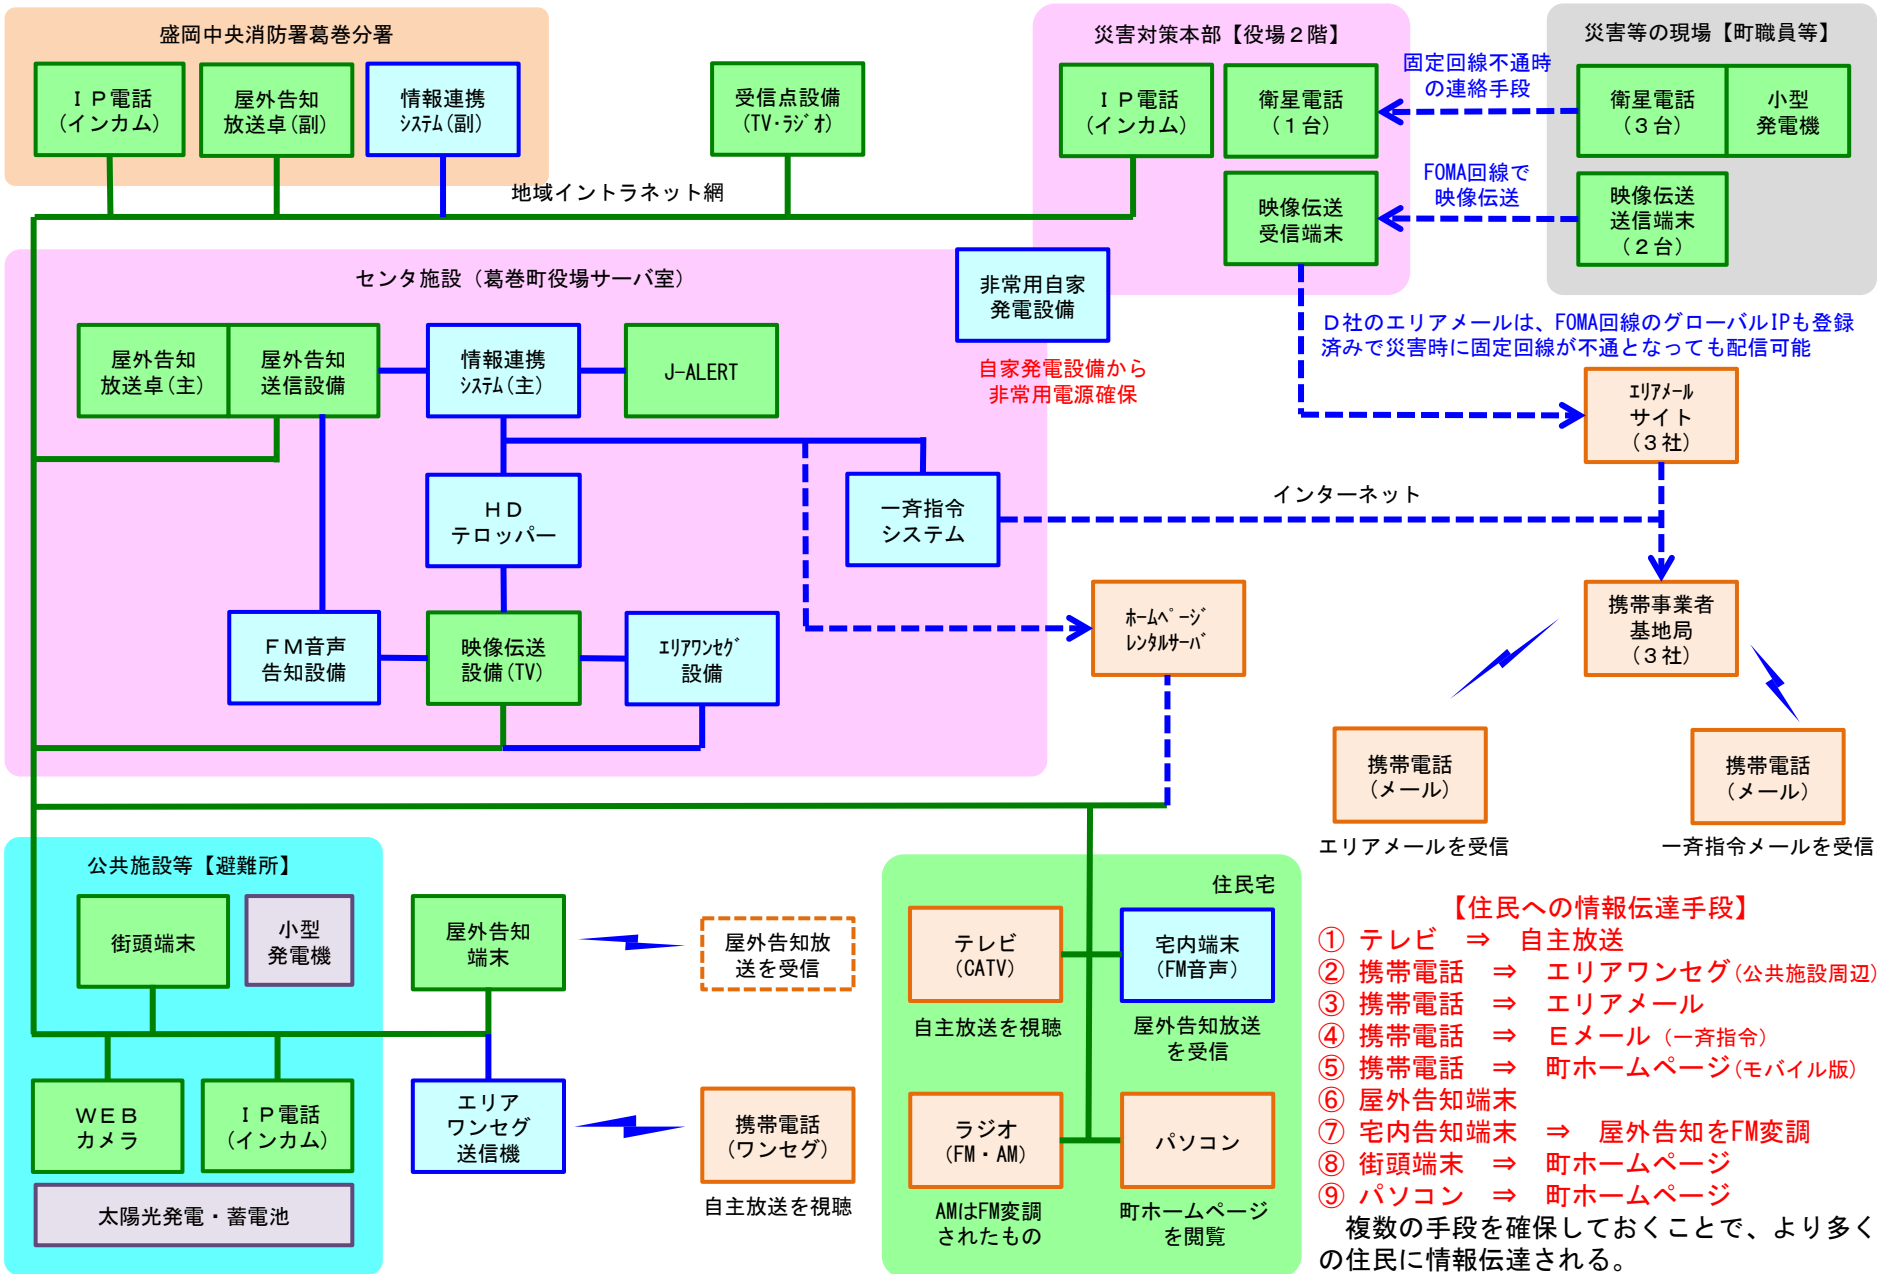 盛岡中央消防署葛巻分署
ＩＰ電話
(インカム)
屋外告知
放送卓(副)
情報連携
ｼｽﾃﾑ(副)
受信点設備
(TV･ﾗｼﾞｵ)
地域イントラネット網
災害対策本部【役場２階】
ＩＰ電話
(インカム)
衛星電話
(１台)
映像伝送
受信端末
固定回線不通時
の連絡手段
FOMA回線で
映像伝送
災害等の現場【町職員等】
衛星電話
(３台)
小型
発電機
映像伝送
送信端末
(２台)
センタ施設（葛巻町役場サーバ室）
非常用自家
発電設備
自家発電設備から
非常用電源確保
Ｄ社のエリアメールは、FOMA回線のグローバルIPも登録
済みで災害時に固定回線が不通となっても配信可能
屋外告知
放送卓(主)
屋外告知
送信設備
情報連携
ｼｽﾃﾑ(主)
J-ALERT
ｴﾘｱﾒｰﾙ
サイト
(３社)
ＨＤ
テロッパー
一斉指令
システム
インターネット
ＦＭ音声
告知設備
映像伝送
設備(TV)
ｴﾘｱﾜﾝｾｸﾞ
設備
ﾎｰﾑﾍﾟｰｼﾞ
ﾚﾝﾀﾙｻｰﾊﾞ
携帯事業者
基地局
(３社)
携帯電話
(メール)
エリアメールを受信
携帯電話
(メール)
一斉指令メールを受信
公共施設等【避難所】
街頭端末
小型
発電機
屋外告知
端末
屋外告知放
送を受信
WEB
カメラ
ＩＰ電話
(インカム)
エリア
ワンセグ
送信機
携帯電話
(ワンセグ)
自主放送を視聴
太陽光発電・蓄電池
住民宅
テレビ
(CATV)
自主放送を視聴
宅内端末
(FM音声)
屋外告知放送
を受信
ラジオ
(FM・AM)
AMはFM変調
されたもの
パソコン
町ホームページ
を閲覧
【住民への情報伝達手段】
① テレビ ⇒ 自主放送
② 携帯電話 ⇒ エリアワンセグ(公共施設周辺)
③ 携帯電話 ⇒ エリアメール
④ 携帯電話 ⇒ Ｅメール（一斉指令)
⑤ 携帯電話 ⇒ 町ホームページ(モバイル版)
⑥ 屋外告知端末
⑦ 宅内告知端末 ⇒ 屋外告知をFM変調
⑧ 街頭端末 ⇒ 町ホームページ
⑨ パソコン ⇒ 町ホームページ
　複数の手段を確保しておくことで、より多く
の住民に情報伝達される。